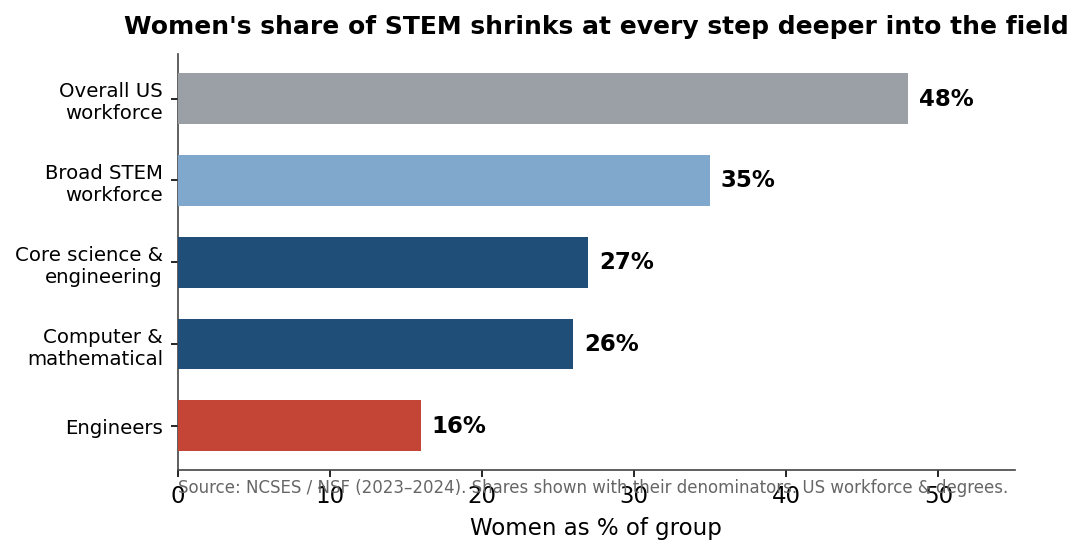 Women's share of STEM shrinks at every step deeper into the field
Overall US
workforce
48%
Broad STEM
workforce
35%
Core science &
engineering
27%
Computer &
mathematical
26%
Engineers
16%
0 10 20 30 40 50
Source: NCSES / NSF (2023–2024). Shares shown with their denominators. US workforce & degrees.
Women as % of group